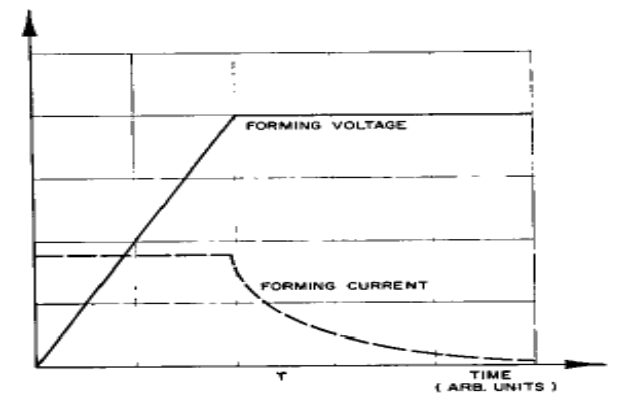 FORMING VOLTAGE
FORMING CURRENT
TIME
( ARB. UNITS )